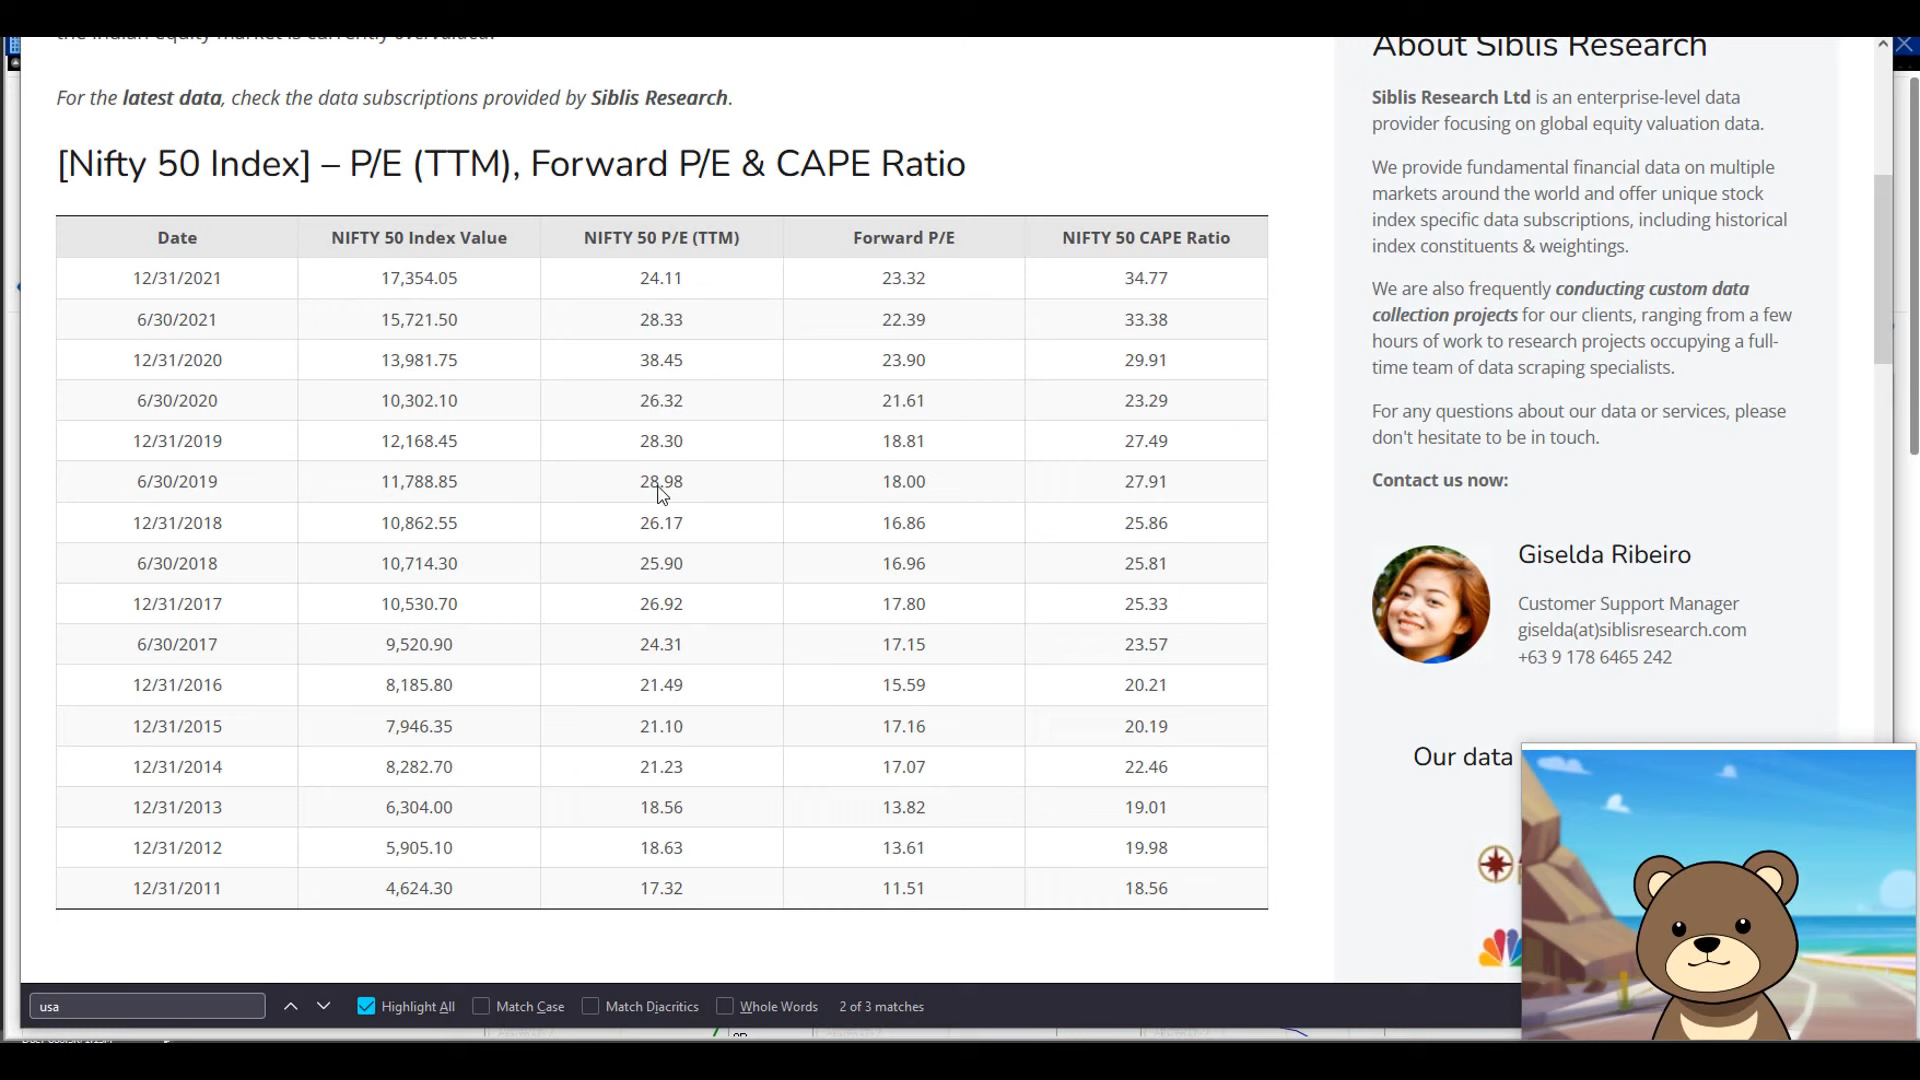 the Indian equity market is currently overvalued.
For the latest data, check the data subscriptions provided by Siblis Research.
[Nifty 50 Index] – P/E (TTM), Forward P/E & CAPE Ratio
Date NIFTY 50 Index Value NIFTY 50 P/E (TTM) Forward P/E NIFTY 50 CAPE Ratio
12/31/2021 17,354.05 24.11 23.32 34.77
6/30/2021 15,721.50 28.33 22.39 33.38
12/31/2020 13,981.75 38.45 23.90 29.91
6/30/2020 10,302.10 26.32 21.61 23.29
12/31/2019 12,168.45 28.30 18.81 27.49
6/30/2019 11,788.85 28.98 18.00 27.91
12/31/2018 10,862.55 26.17 16.86 25.86
6/30/2018 10,714.30 25.90 16.96 25.81
12/31/2017 10,530.70 26.92 17.80 25.33
6/30/2017 9,520.90 24.31 17.15 23.57
12/31/2016 8,185.80 21.49 15.59 20.21
12/31/2015 7,946.35 21.10 17.16 20.19
12/31/2014 8,282.70 21.23 17.07 22.46
12/31/2013 6,304.00 18.56 13.82 19.01
12/31/2012 5,905.10 18.63 13.61 19.98
12/31/2011 4,624.30 17.32 11.51 18.56
About Siblis Research
Siblis Research Ltd is an enterprise-level data
provider focusing on global equity valuation data.
We provide fundamental financial data on multiple
markets around the world and offer unique stock
index specific data subscriptions, including historical
index constituents & weightings.
We are also frequently conducting custom data
collection projects for our clients, ranging from a few
hours of work to research projects occupying a full-
time team of data scraping specialists.
For any questions about our data or services, please
don't hesitate to be in touch.
Contact us now:
Giselda Ribeiro
Customer Support Manager
giselda(at)siblisresearch.com
+63 9 178 6465 242
Our data
usa Highlight All Match Case Match Diacritics Whole Words 2 of 3 matches